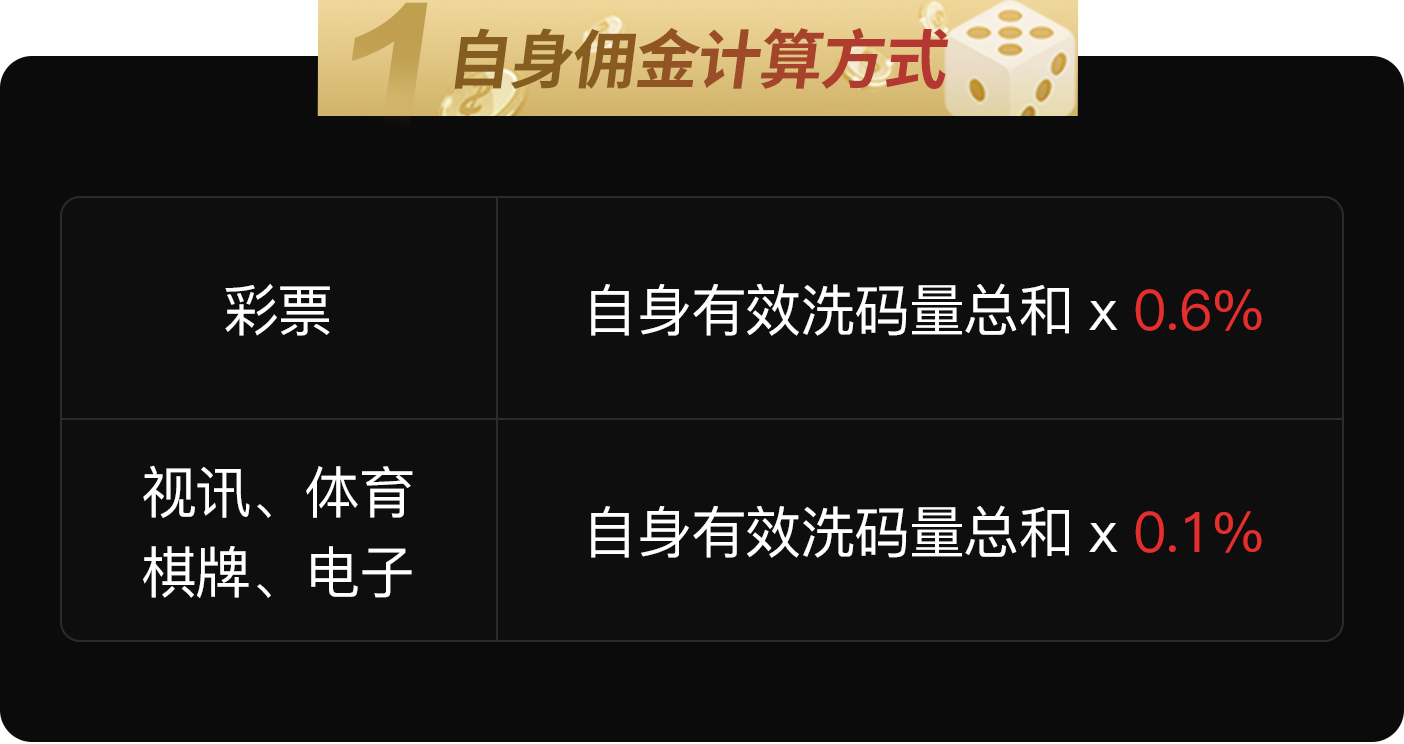 1 自身佣金计算方式
彩票
自身有效洗码量总和 x 0.6%
视讯、体育
棋牌、电子
自身有效洗码量总和 x 0.1%